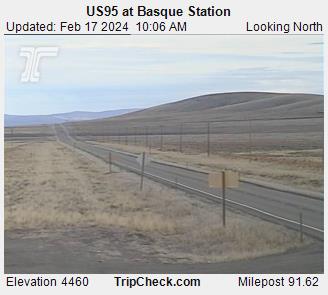 US95 at Basque Station
Updated: Feb 17 2024 10:06 AM Looking North
Elevation 4460 TripCheck.com Milepost 91.62